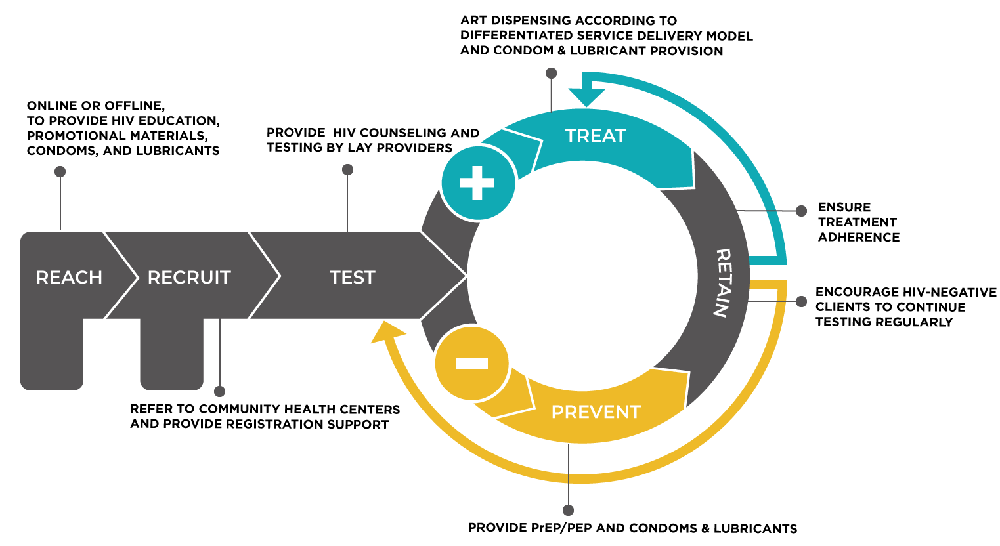 ART DISPENSING ACCORDING TO
DIFFERENTIATED SERVICE DELIVERY MODEL
AND CONDOM & LUBRICANT PROVISION
ONLINE OR OFFLINE,
TO PROVIDE HIV EDUCATION,
PROMOTIONAL MATERIALS,
CONDOMS, AND LUBRICANTS
PROVIDE HIV COUNSELING AND
TESTING BY LAY PROVIDERS
TREAT
ENSURE
TREATMENT
ADHERENCE
REACH
RECRUIT
TEST
RETAIN
ENCOURAGE HIV-NEGATIVE
CLIENTS TO CONTINUE
TESTING REGULARLY
REFER TO COMMUNITY HEALTH CENTERS
AND PROVIDE REGISTRATION SUPPORT
PREVENT
PROVIDE PrEP/PEP AND CONDOMS & LUBRICANTS